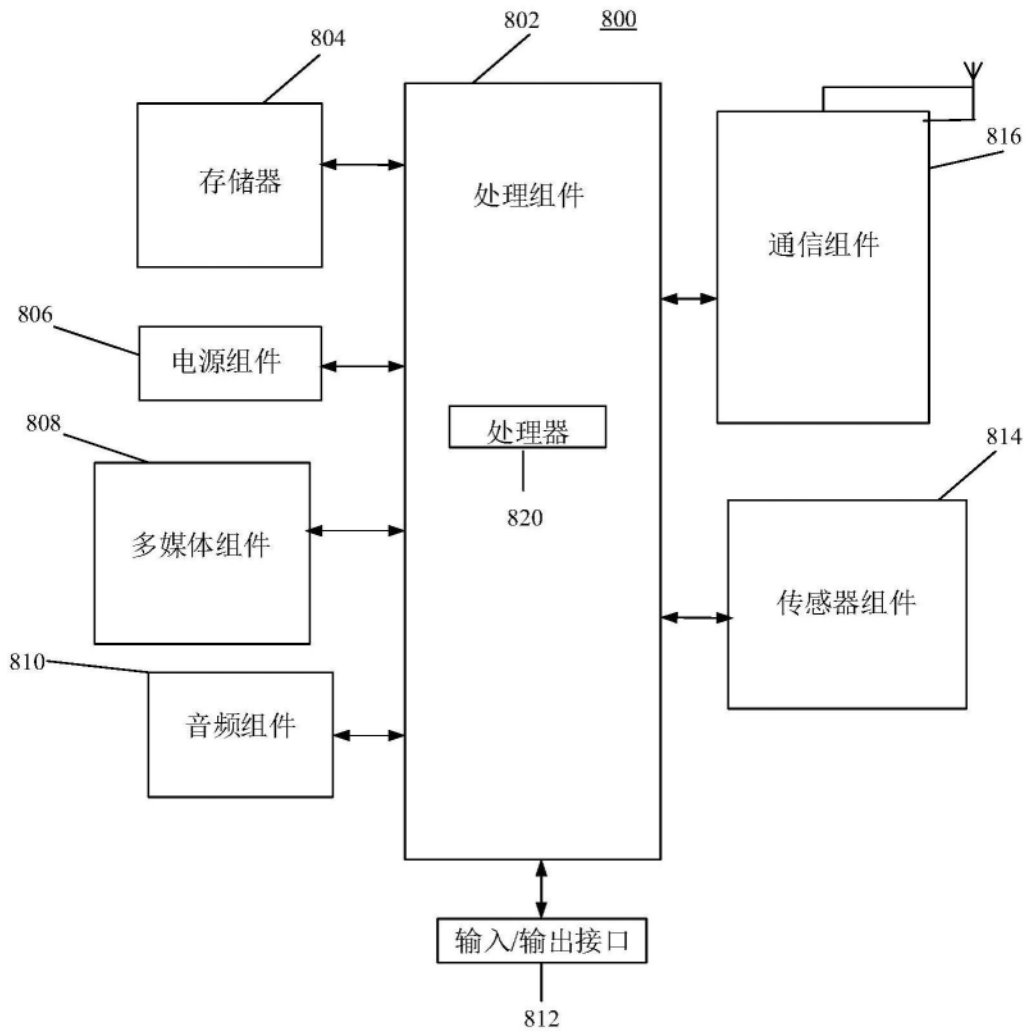 800
802
804
存储器
处理组件
816
通信组件
806
电源组件
处理器
820
808
多媒体组件
814
传感器组件
810
音频组件
输入/输出接口
812